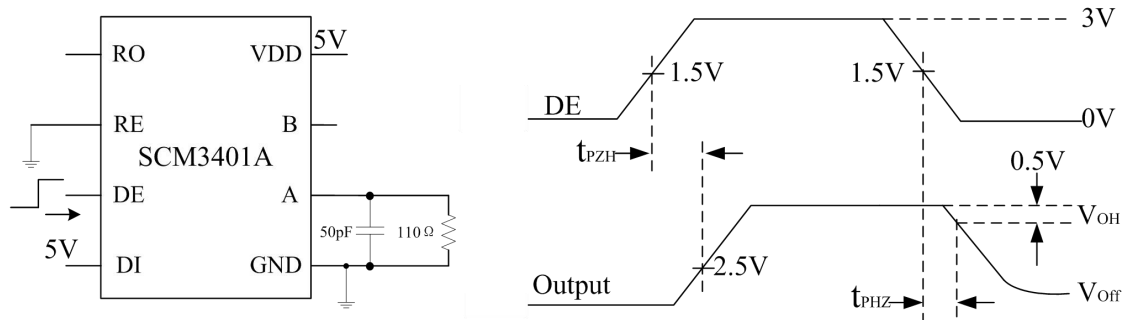 RO VDD 5V
RE B
SCM3401A
DE A
50pF 110Ω
5V DI GND
3V
1.5V 1.5V
DE
0V
tPZH
0.5V
VOH
2.5V
Output
tPHZ
VOff